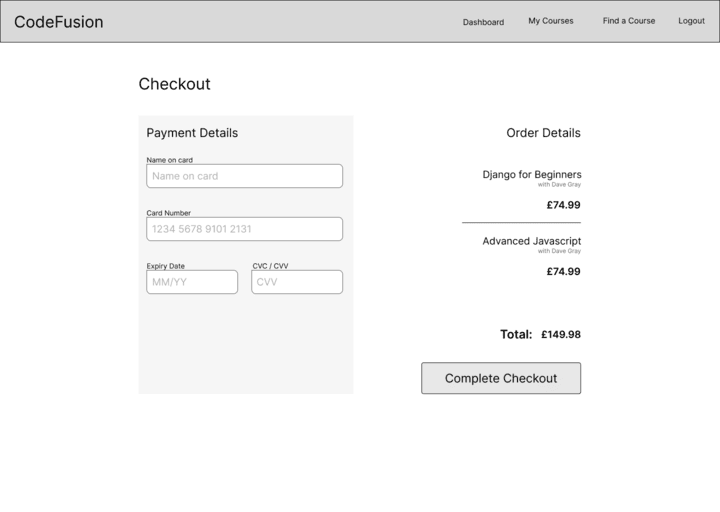 CodeFusion
Dashboard
My Courses
Find a Course
Logout
Checkout
Payment Details
Name on card
Name on card
Card Number
1234 5678 9101 2131
Expiry Date
CVC / CVV
MM/YY
CVV
Order Details
Django for Beginners
with Dave Gray
£74.99
Advanced Javascript
with Dave Gray
£74.99
Total: £149.98
Complete Checkout